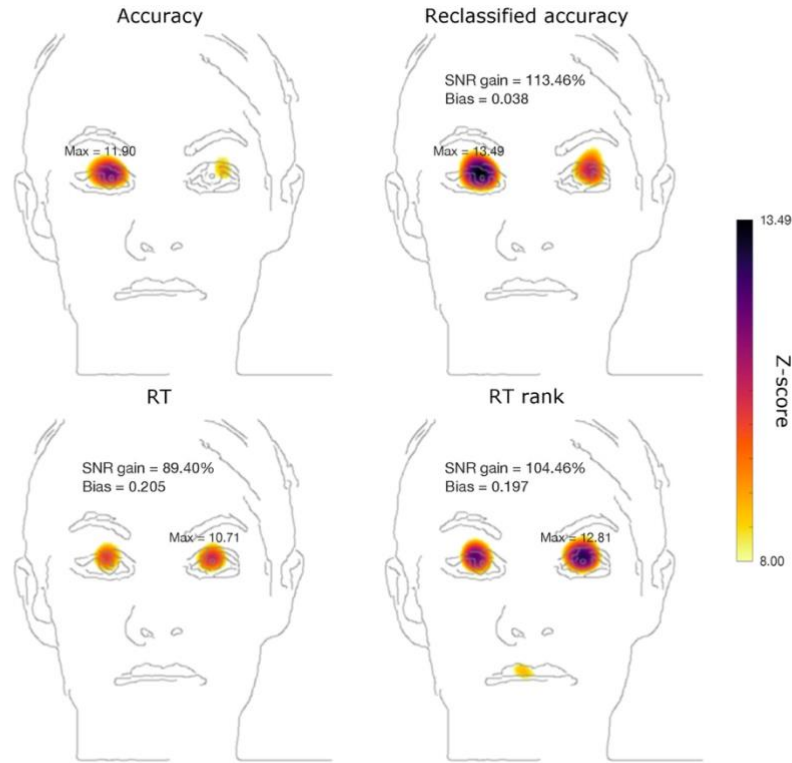 Accuracy
Reclassified accuracy
SNR gain = 113.46%
Bias = 0.038
Max = 11.90
Max = 13.49
13.49
Z-score
8.00
RT
RT rank
SNR gain = 89.40%
Bias = 0.205
SNR gain = 104.46%
Bias = 0.197
Max = 10.71
Max = 12.81